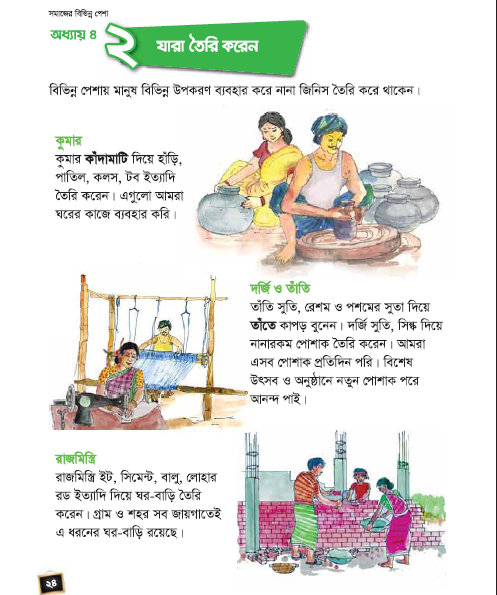 সমাজের বিভিন্ন পেশা
অধ্যায় ৪
২
যারা তৈরি করেন
বিভিন্ন পেশায় মানুষ বিভিন্ন উপকরণ ব্যবহার করে নানা জিনিস তৈরি করে থাকেন।
কুমার
কুমার কাঁদামাটি দিয়ে হাঁড়ি,
পাতিল, কলস, টব ইত্যাদি
তৈরি করেন। এগুলো আমরা
ঘরের কাজে ব্যবহার করি।
দর্জি ও তাঁতি
তাঁতি সুতি, রেশম ও পশমের সুতা দিয়ে
তাঁতে কাপড় বুনেন। দর্জি সুতি, সিল্ক দিয়ে
নানারকম পোশাক তৈরি করেন। আমরা
এসব পোশাক প্রতিদিন পরি। বিশেষ
উৎসব ও অনুষ্ঠানে নতুন পোশাক পরে
আনন্দ পাই।
রাজমিস্ত্রি
রাজমিস্ত্রি ইট, সিমেন্ট, বালু, লোহার
রড ইত্যাদি দিয়ে ঘর-বাড়ি তৈরি
করেন। গ্রাম ও শহর সব জায়গাতেই
এ ধরনের ঘর-বাড়ি রয়েছে।
২৪